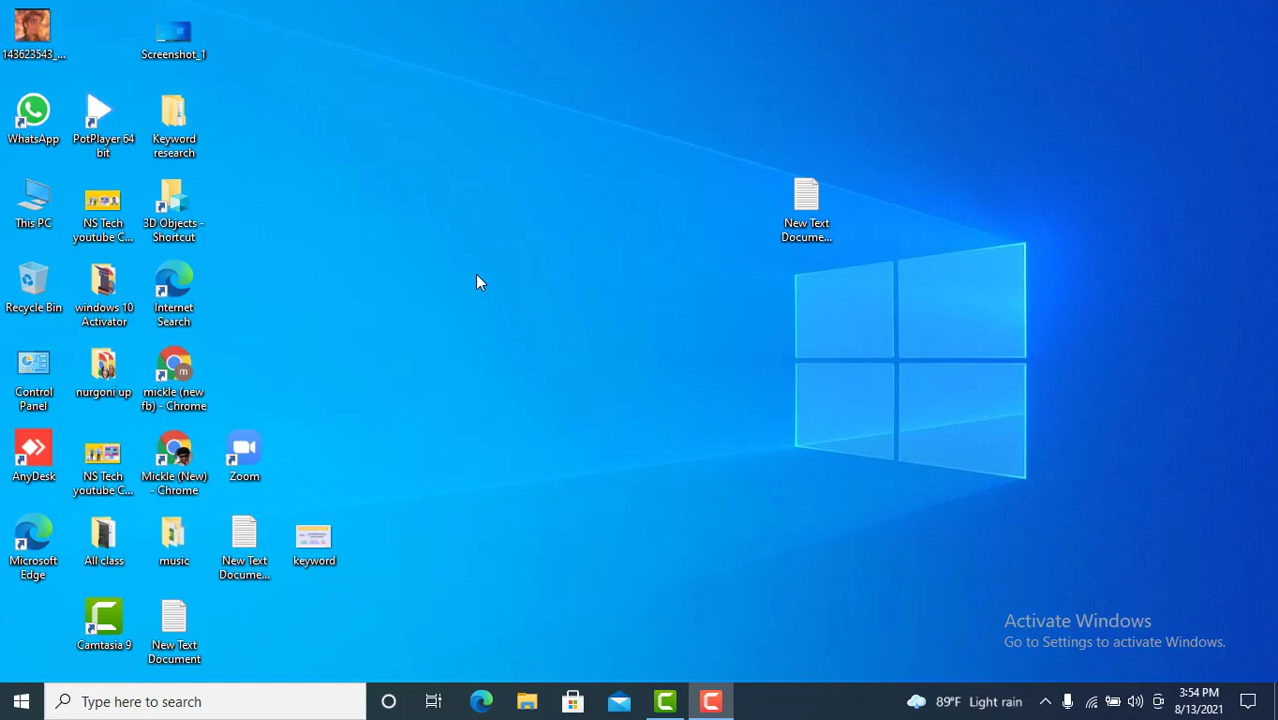 143623543_...
Screenshot_1
WhatsApp
PotPlayer 64
bit
Keyword
research
This PC
NS Tech
youtube C...
3D Objects -
Shortcut
New Text
Docume...
Recycle Bin
windows 10
Activator
Internet
Search
Control
Panel
nurgoni up
m
mickle (new
fb) - Chrome
AnyDesk
NS Tech
youtube C...
Mickle (New)
- Chrome
Zoom
Microsoft
Edge
All class
music
New Text
Docume...
keyword
Camtasia 9
New Text
Document
Activate Windows
Go to Settings to activate Windows.
Type here to search
89°F Light rain
3:54 PM
8/13/2021